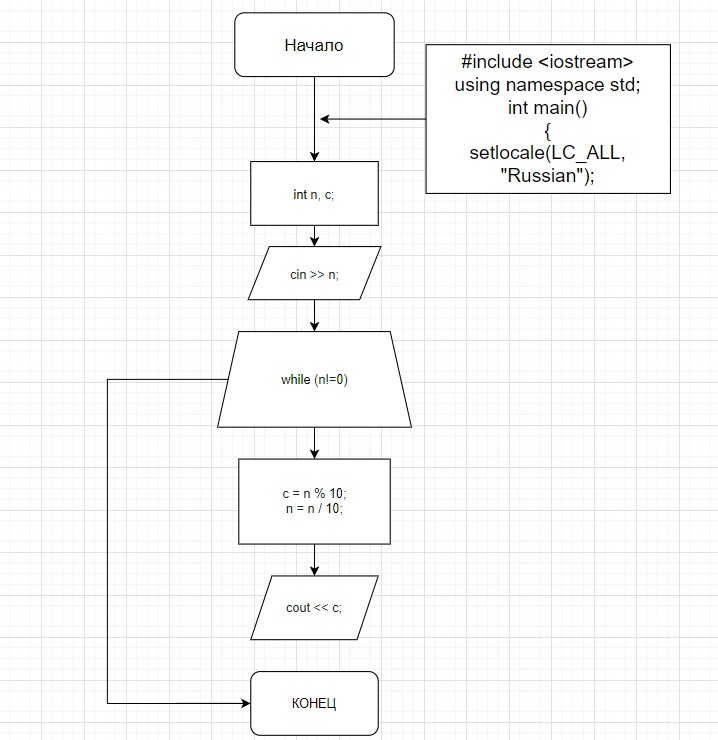 Начало
#include <iostream>
using namespace std;
int main()
{
setlocale(LC_ALL,
"Russian");
int n, c;
cin >> n;
while (n!=0)
c = n % 10;
n = n / 10;
cout << c;
КОНЕЦ